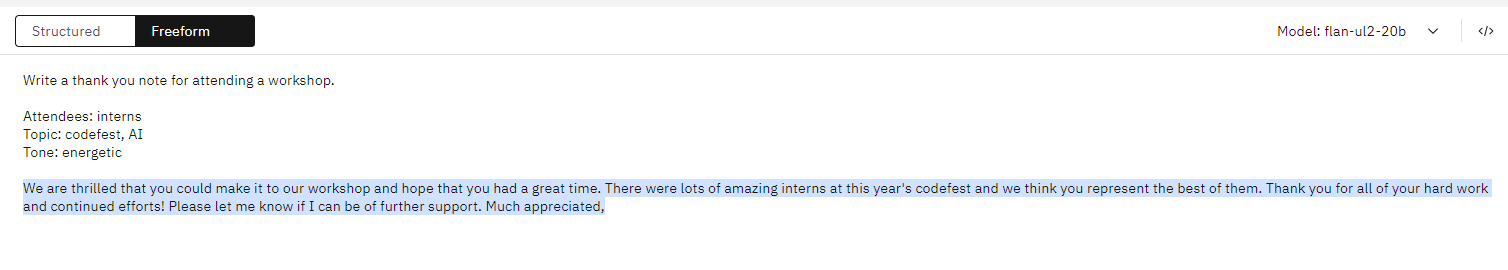 Structured Freeform Model: flan-ul2-20b </>
Write a thank you note for attending a workshop.
Attendees: interns
Topic: codefest, AI
Tone: energetic
We are thrilled that you could make it to our workshop and hope that you had a great time. There were lots of amazing interns at this year's codefest and we think you represent the best of them. Thank you for all of your hard work
and continued efforts! Please let me know if I can be of further support. Much appreciated,